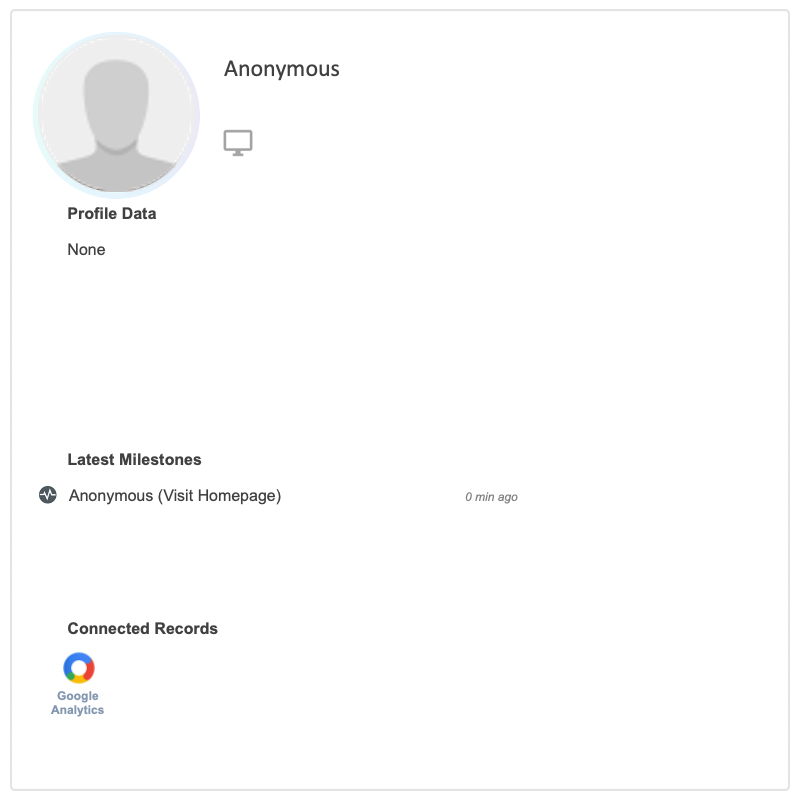 Anonymous
Profile Data
None
Latest Milestones
Anonymous (Visit Homepage)
0 min ago
Connected Records
Google
Analytics